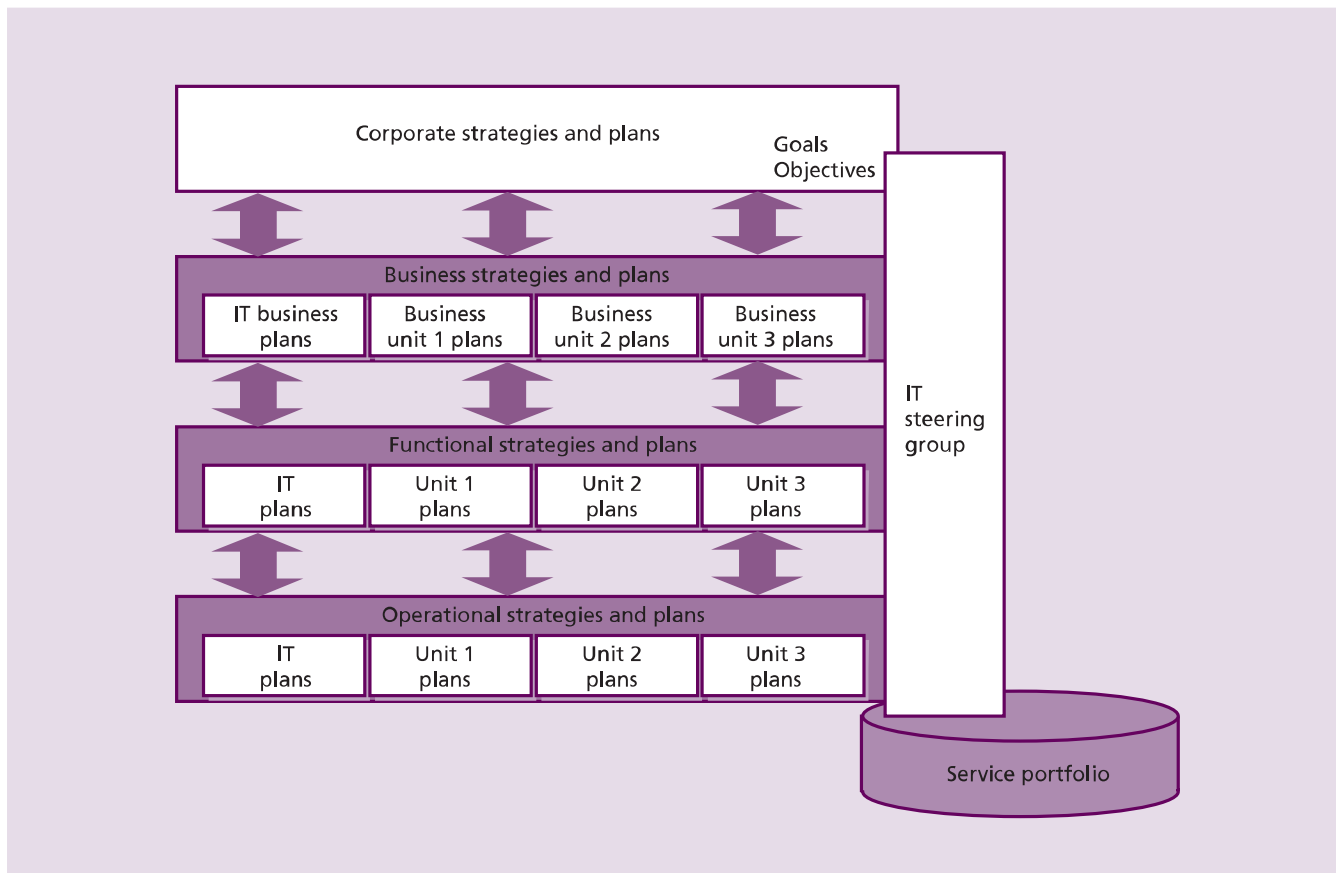 Corporate strategies and plans
Goals
Objectives
Business strategies and plans
IT business
plans
Business
unit 1 plans
Business
unit 2 plans
Business
unit 3 plans
Functional strategies and plans
IT
plans
Unit 1
plans
Unit 2
plans
Unit 3
plans
Operational strategies and plans
IT
plans
Unit 1
plans
Unit 2
plans
Unit 3
plans
IT
steering
group
Service portfolio